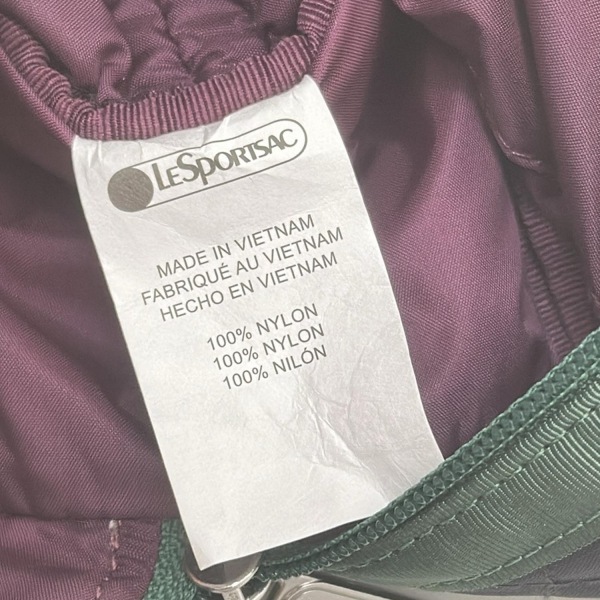 LeSportsac
MADE IN VIETNAM
FABRIQUÉ AU VIETNAM
HECHO EN VIETNAM
100% NYLON
100% NYLON
100% NILÓN